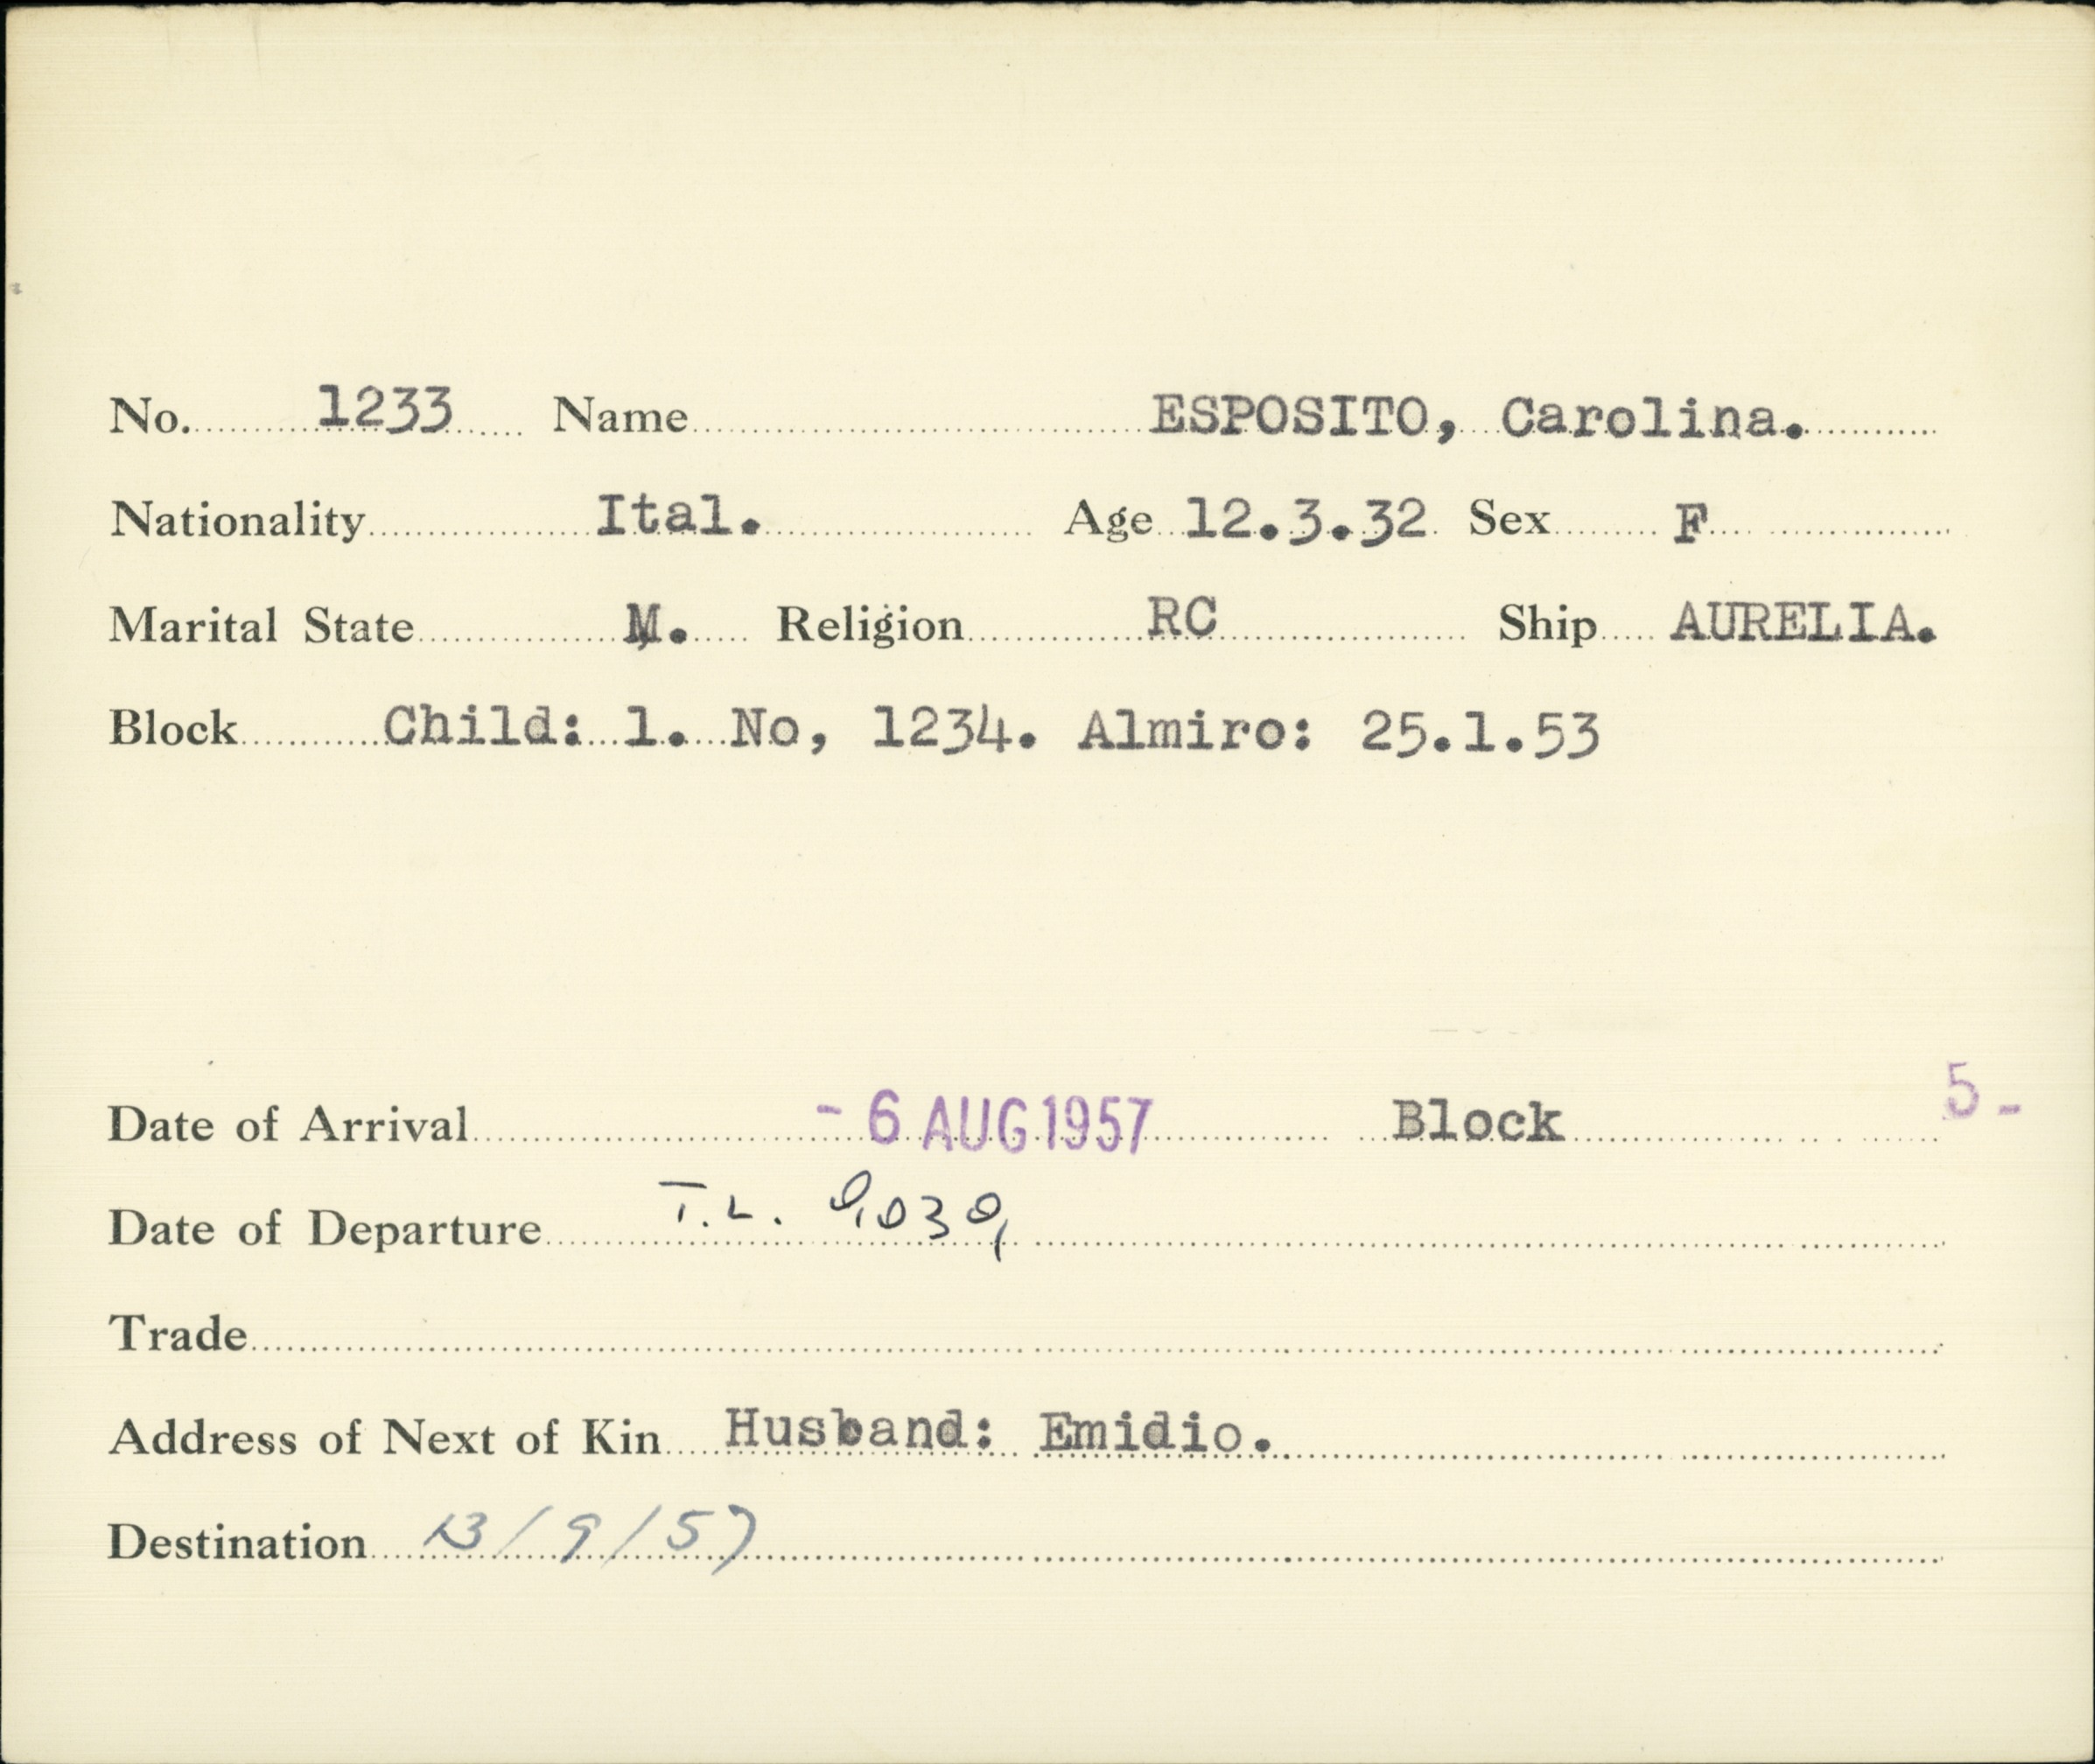 No. 1233 Name ESPOSITO, Carolina.
Nationality Ital. Age 12.3.32 Sex F
Marital State M. Religion RC Ship AURELIA.
Block Child: 1. No, 1234. Almiro: 25.1.53
Date of Arrival - 6 AUG 1957 Block 5 -
Date of Departure T.L. 9039
Trade
Address of Next of Kin Husband: Emidio.
Destination 13/9/57